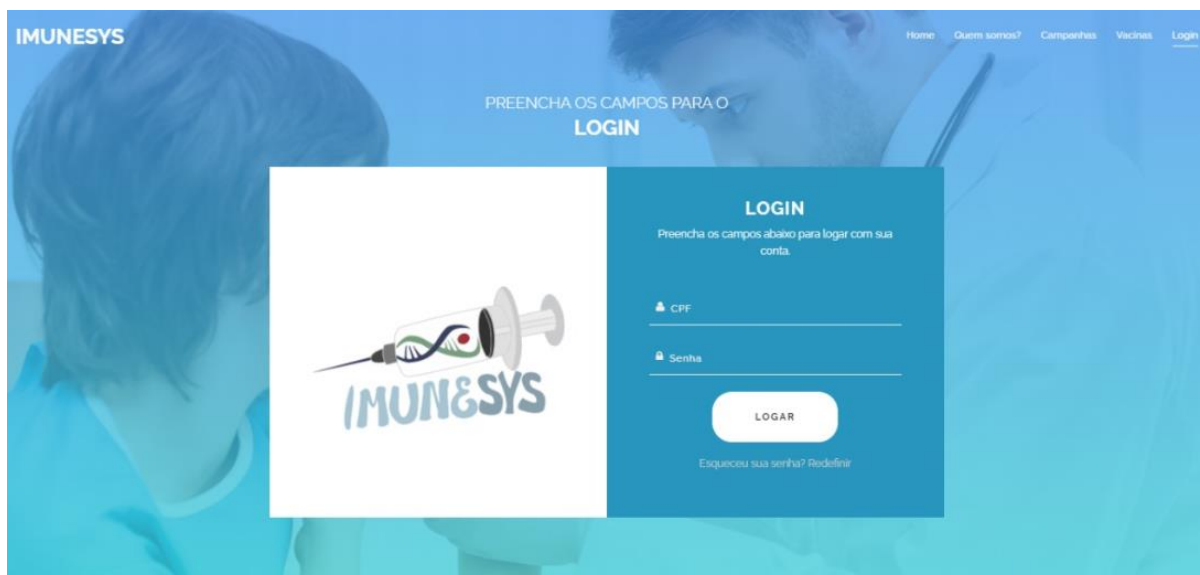 IMUNESYS
Home Quem somos? Campanhas Vacinas Login
PREENCHA OS CAMPOS PARA O
LOGIN
IMUNESYS
LOGIN
Preencha os campos abaixo para logar com sua
conta.
CPF
Senha
LOGAR
Esqueceu sua senha? Redefinir